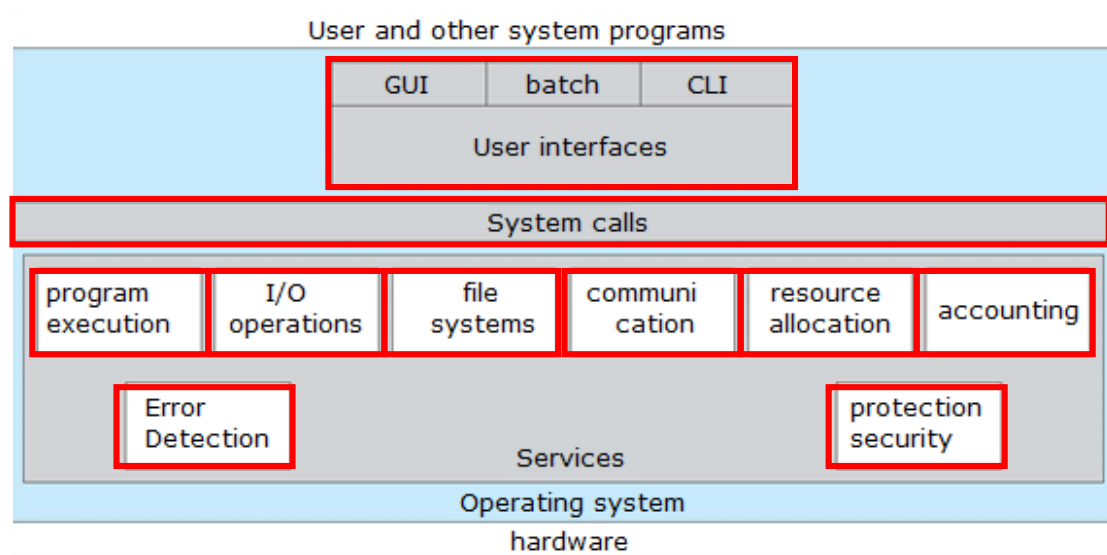 User and other system programs
GUI batch CLI
User interfaces
System calls
program
execution
I/O
operations
file
systems
communi
cation
resource
allocation
accounting
Error
Detection
protection
security
Services
Operating system
hardware